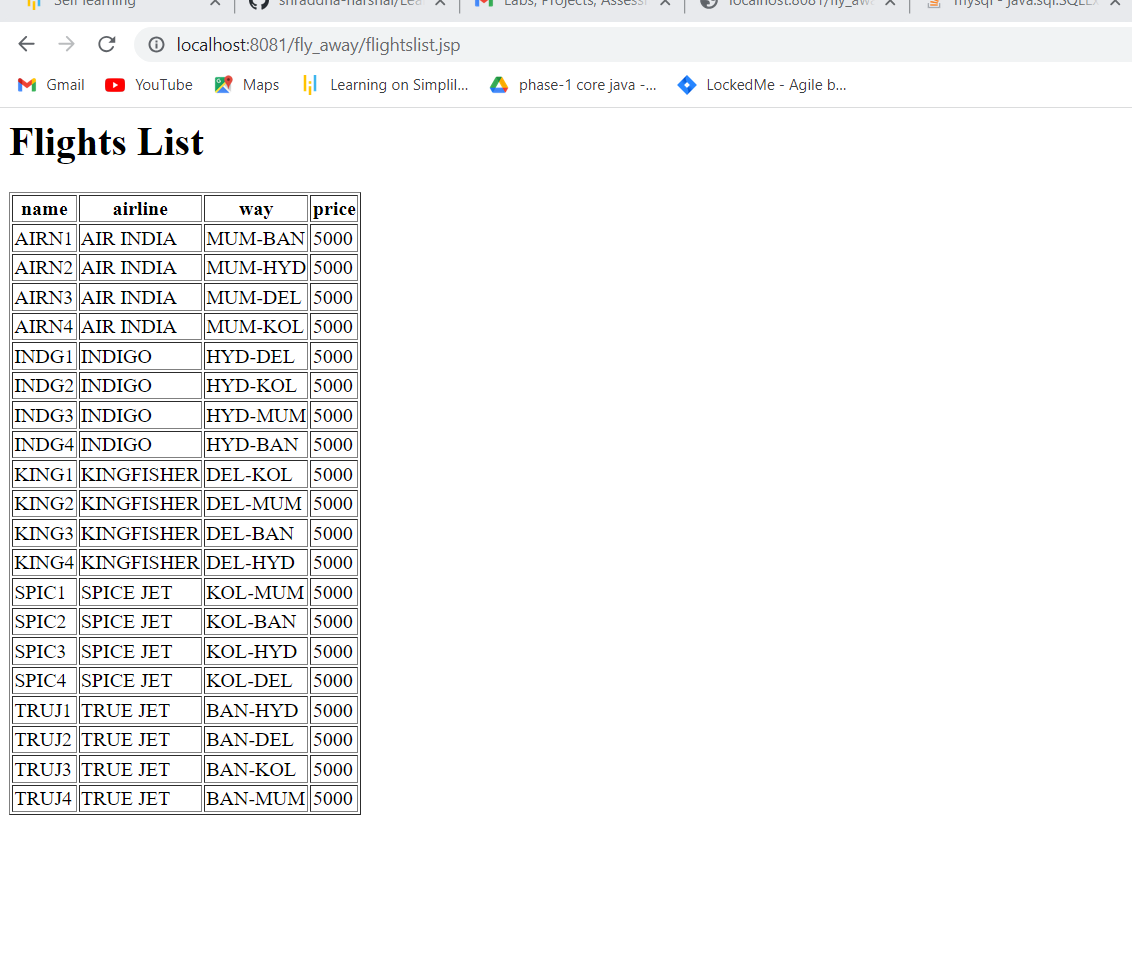 Self learning shraddha-harshal/Lea Labs, Projects, Assess localhost:8081/fly_aw mysql - java.sql.SQLEx
localhost:8081/fly_away/flightslist.jsp
Gmail YouTube Maps Learning on Simplil... phase-1 core java -... LockedMe - Agile b...
Flights List
name airline way price
AIRN1 AIR INDIA MUM-BAN 5000
AIRN2 AIR INDIA MUM-HYD 5000
AIRN3 AIR INDIA MUM-DEL 5000
AIRN4 AIR INDIA MUM-KOL 5000
INDG1 INDIGO HYD-DEL 5000
INDG2 INDIGO HYD-KOL 5000
INDG3 INDIGO HYD-MUM 5000
INDG4 INDIGO HYD-BAN 5000
KING1 KINGFISHER DEL-KOL 5000
KING2 KINGFISHER DEL-MUM 5000
KING3 KINGFISHER DEL-BAN 5000
KING4 KINGFISHER DEL-HYD 5000
SPIC1 SPICE JET KOL-MUM 5000
SPIC2 SPICE JET KOL-BAN 5000
SPIC3 SPICE JET KOL-HYD 5000
SPIC4 SPICE JET KOL-DEL 5000
TRUJ1 TRUE JET BAN-HYD 5000
TRUJ2 TRUE JET BAN-DEL 5000
TRUJ3 TRUE JET BAN-KOL 5000
TRUJ4 TRUE JET BAN-MUM 5000